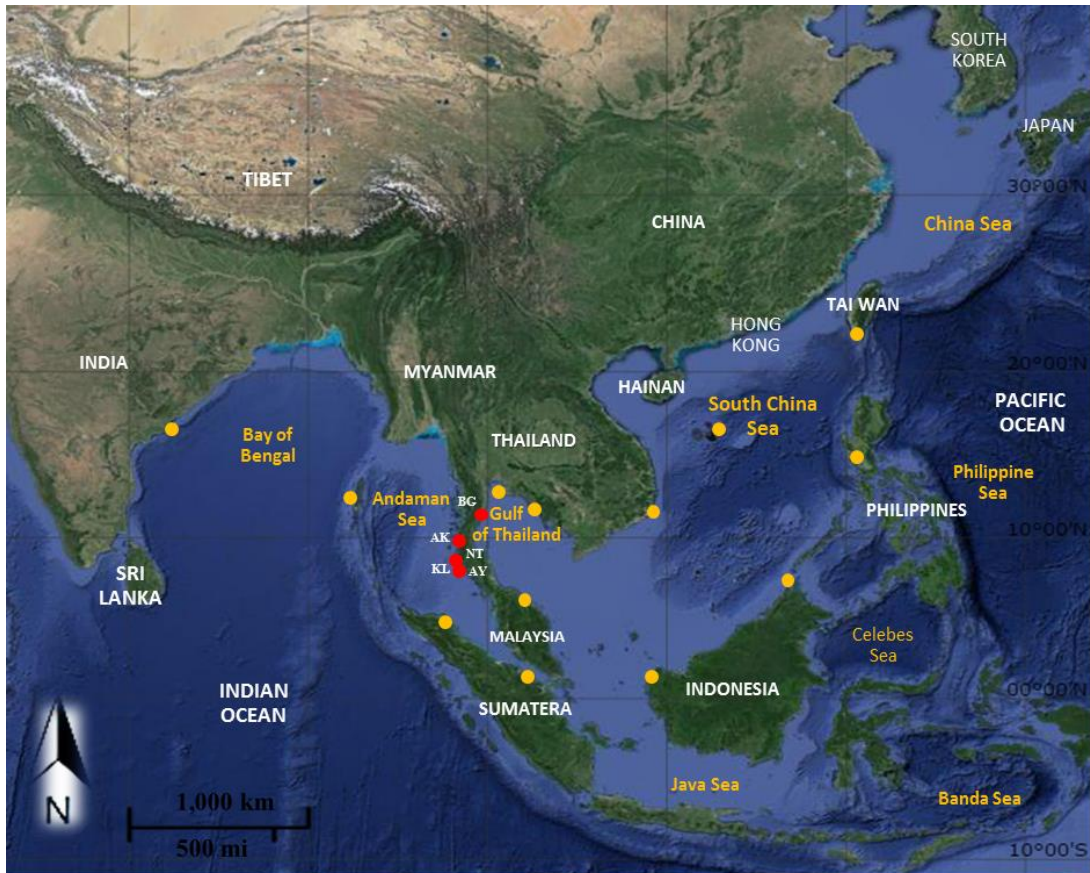 SOUTH
KOREA
JAPAN
TIBET
30°00'N
CHINA
China Sea
TAI WAN
HONG
KONG
INDIA
20°00'N
MYANMAR
HAINAN
South China
Sea
PACIFIC
OCEAN
Bay of
Bengal
THAILAND
Philippine
Sea
Andaman
Sea
BG
Gulf
of Thailand
PHILIPPINES
10°00'N
AK
NT
KL
AY
SRI
LANKA
MALAYSIA
Celebes
Sea
INDIAN
OCEAN
INDONESIA
00°00'N
SUMATERA
Java Sea
Banda Sea
N
1,000 km
500 mi
10°00'S